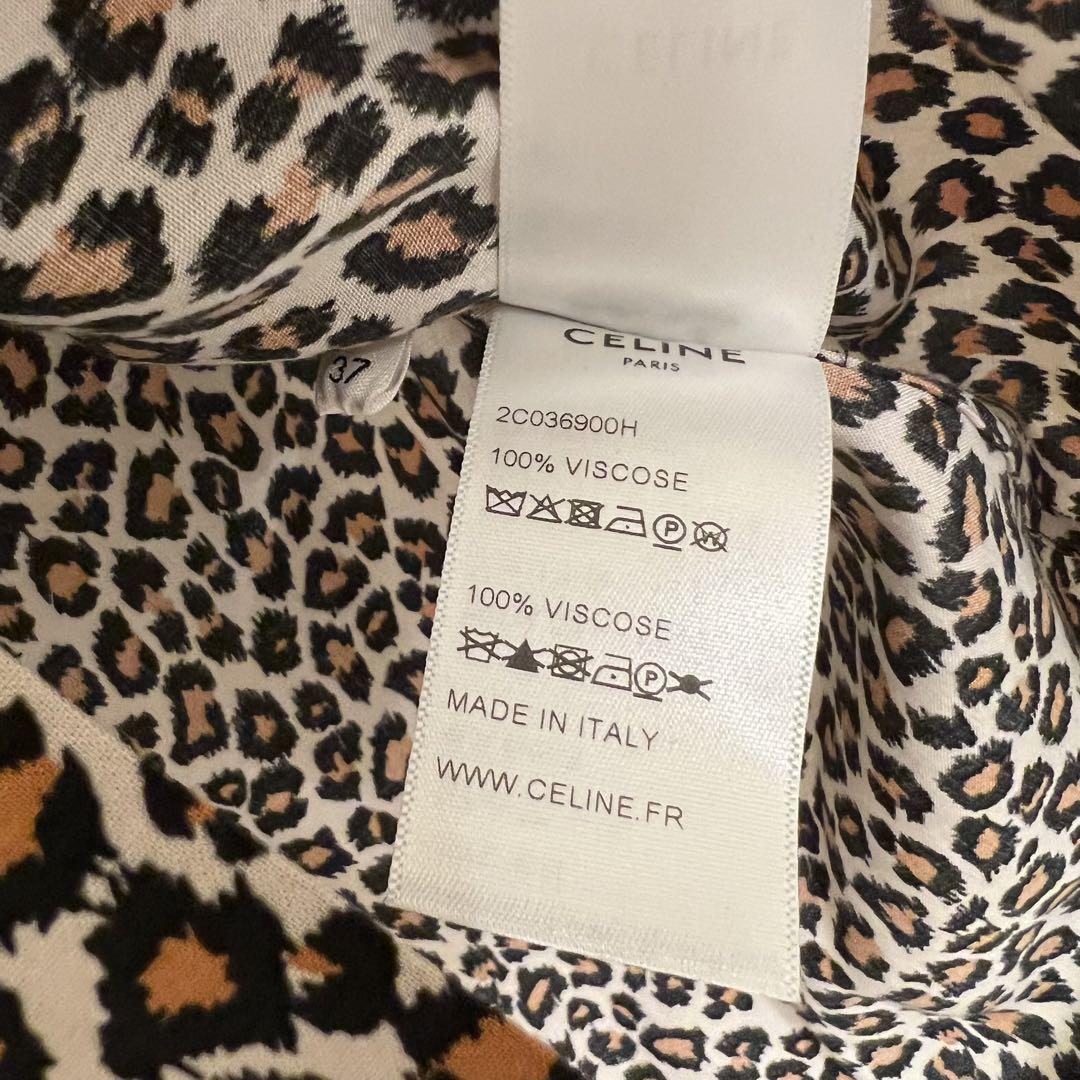 37
CELINE
PARIS
2C036900H
100% VISCOSE
P W
100% VISCOSE
P
MADE IN ITALY
WWW.CELINE.FR